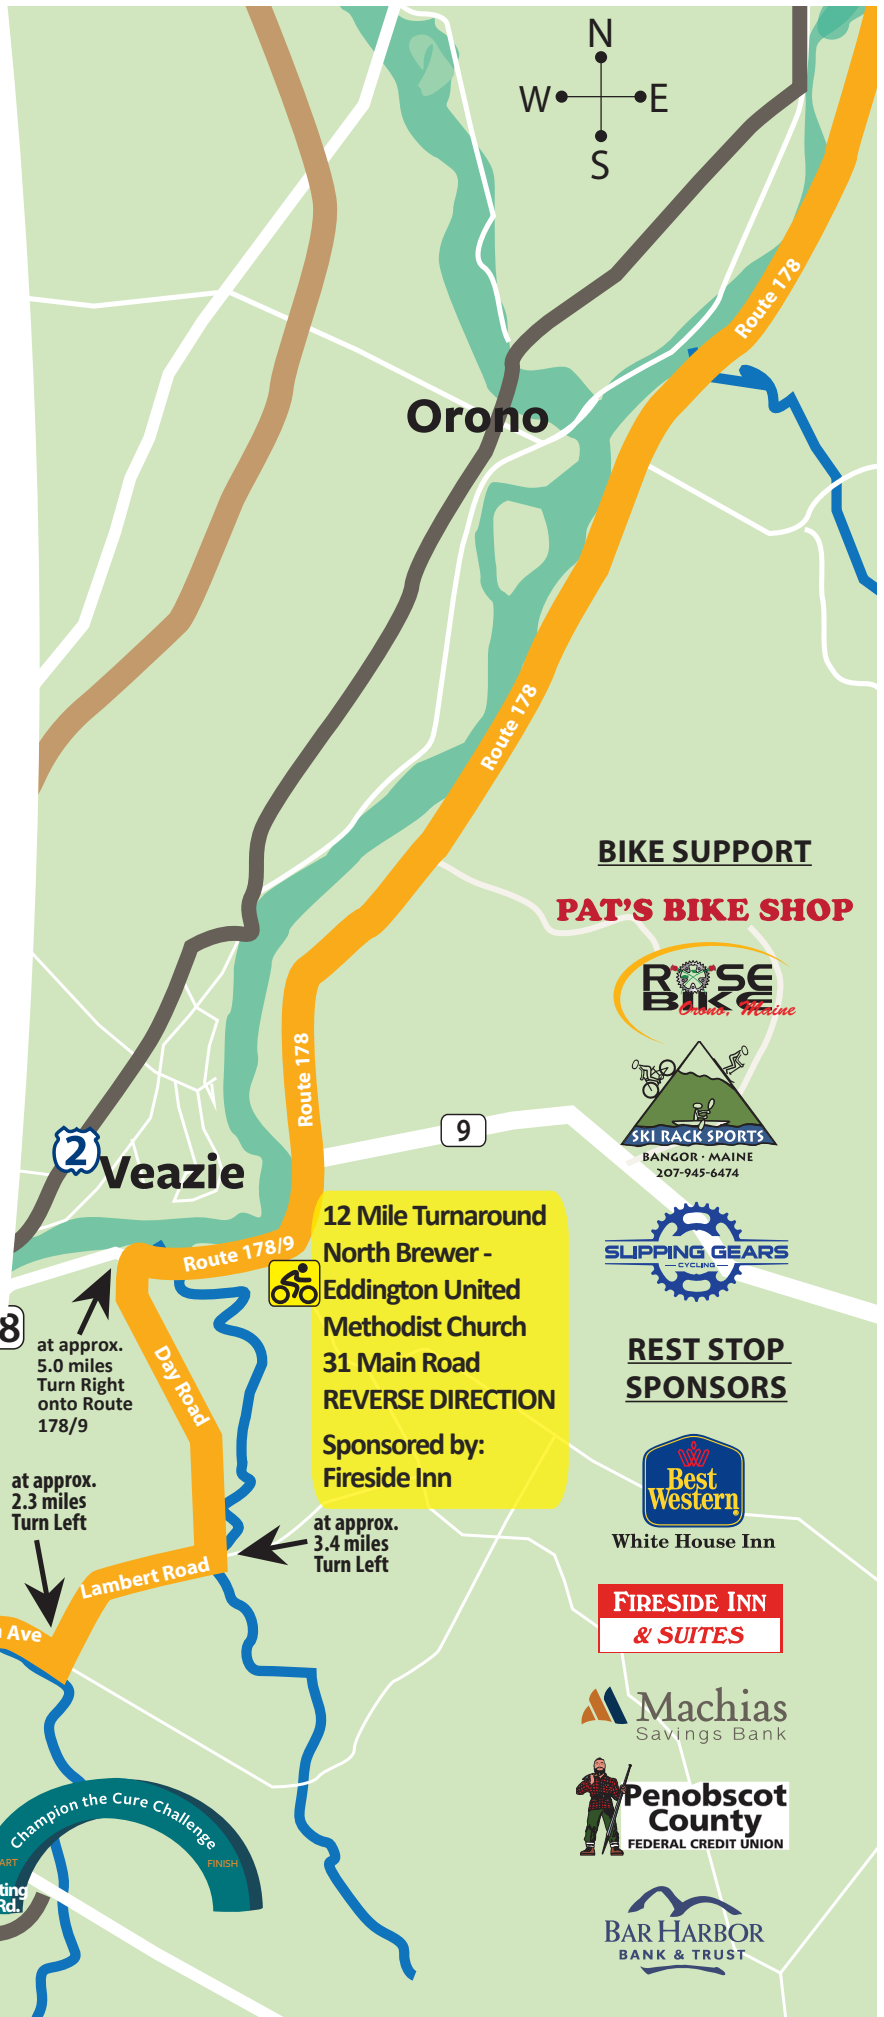 N
W
E
S
Route 178
Orono
Route 178
BIKE SUPPORT
PAT'S BIKE SHOP
ROSE
BIKE
Orono, Maine
Route 178
SKI RACK SPORTS
BANGOR · MAINE
207-945-6474
9
2
Veazie
SLIPPING GEARS
CYCLING
Route 178/9
12 Mile Turnaround
North Brewer -
Eddington United
Methodist Church
31 Main Road
REVERSE DIRECTION
Sponsored by:
Fireside Inn
8
at approx.
5.0 miles
Turn Right
onto Route
178/9
Day Road
REST STOP
SPONSORS
Best
Western
White House Inn
at approx.
2.3 miles
Turn Left
at approx.
3.4 miles
Turn Left
Lambert Road
Ave
FIRESIDE INN
& SUITES
Machias
Savings Bank
Penobscot
County
FEDERAL CREDIT UNION
Champion the Cure Challenge
ART
FINISH
ting
Rd.
BAR HARBOR
BANK & TRUST